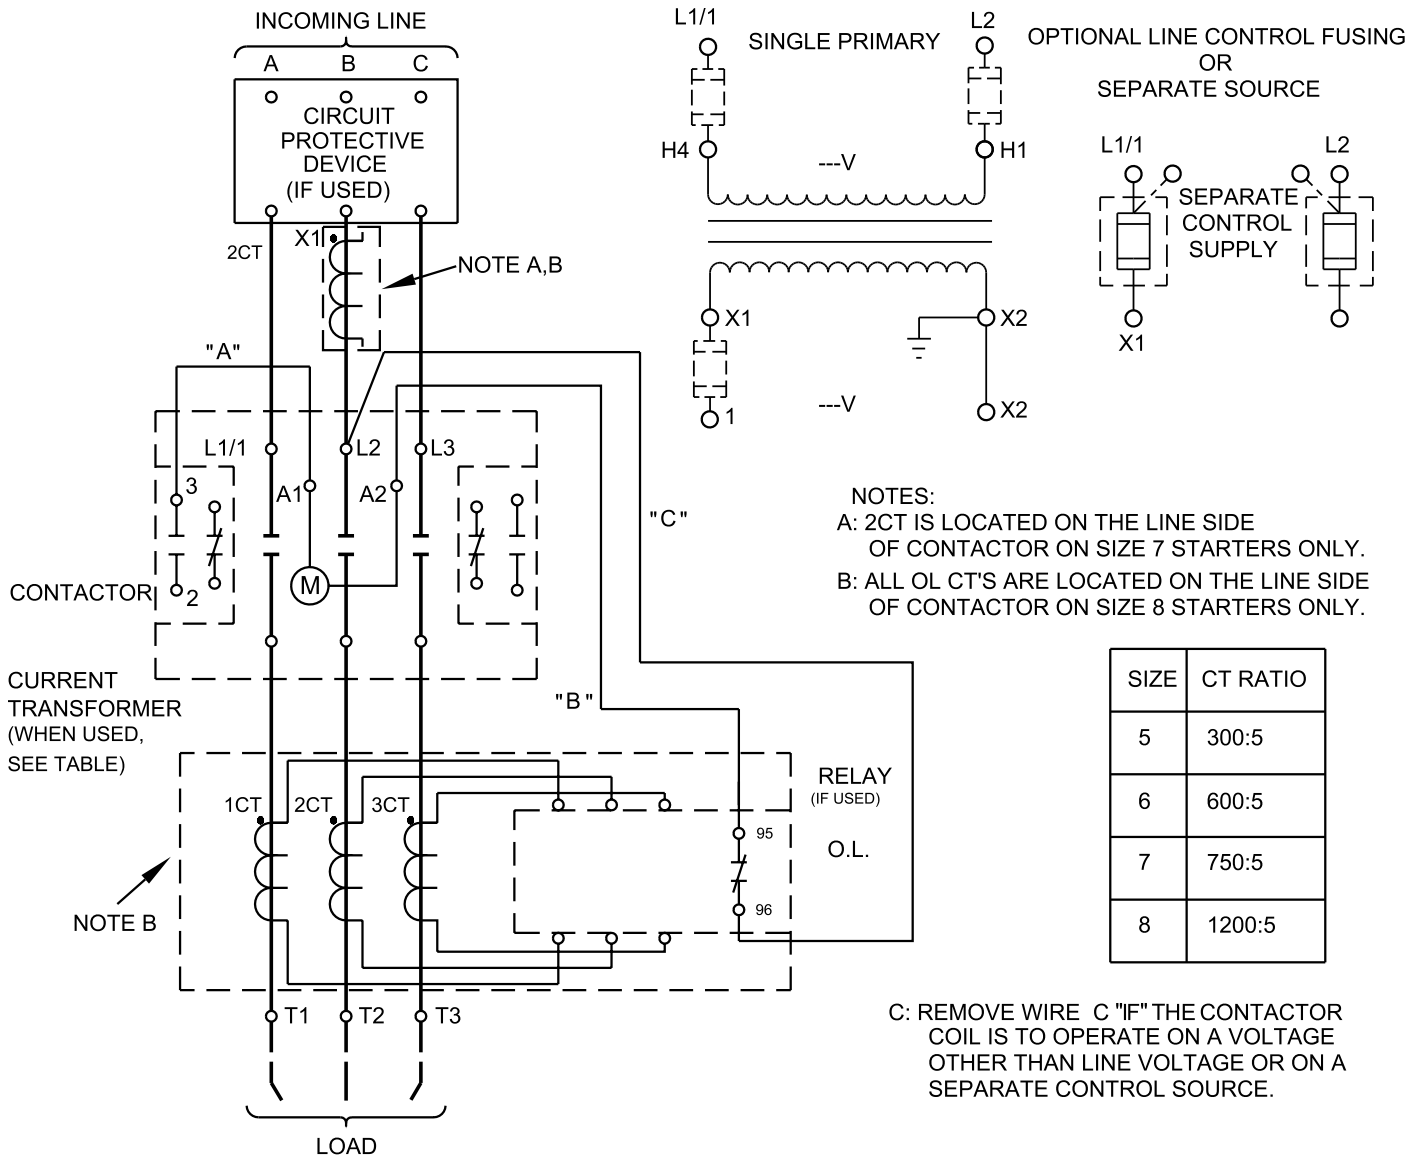 INCOMING LINE
A B C
CIRCUIT
PROTECTIVE
DEVICE
(IF USED)
2CT
X1
NOTE A,B
"A"
L1/1 L2 L3
3
A1 A2
2
M
CONTACTOR
"C"
"B"
CURRENT
TRANSFORMER
(WHEN USED,
SEE TABLE)
1CT 2CT 3CT
RELAY
(IF USED)
O.L.
95
96
NOTE B
T1 T2 T3
LOAD
L1/1
SINGLE PRIMARY
L2
H4
---V
H1
X1
X2
---V
1
X2
OPTIONAL LINE CONTROL FUSING
OR
SEPARATE SOURCE
L1/1 L2
SEPARATE
CONTROL
SUPPLY
X1
NOTES:
A: 2CT IS LOCATED ON THE LINE SIDE
OF CONTACTOR ON SIZE 7 STARTERS ONLY.
B: ALL OL CT'S ARE LOCATED ON THE LINE SIDE
OF CONTACTOR ON SIZE 8 STARTERS ONLY.
SIZE CT RATIO
5 300:5
6 600:5
7 750:5
8 1200:5
C: REMOVE WIRE C "IF" THE CONTACTOR
COIL IS TO OPERATE ON A VOLTAGE
OTHER THAN LINE VOLTAGE OR ON A
SEPARATE CONTROL SOURCE.